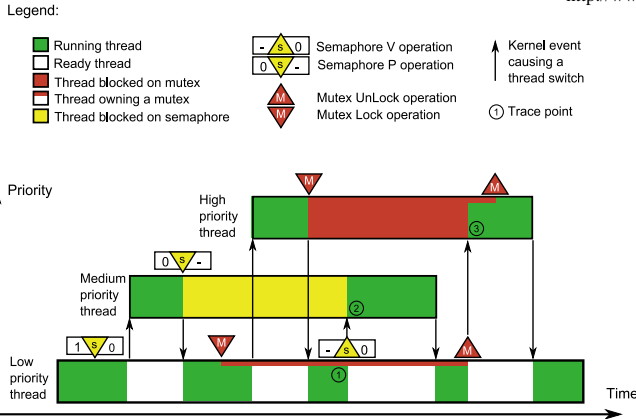 Legend:
Running thread
Ready thread
Thread blocked on mutex
Thread owning a mutex
Thread blocked on semaphore
- S 0 Semaphore V operation
0 S - Semaphore P operation
M Mutex UnLock operation
M Mutex Lock operation
Kernel event
causing a
thread switch
1 Trace point
Priority
High
priority
thread
M
M
3
0 S -
Medium
priority
thread
2
1 S 0
M
- S 0
M
Low
priority
thread
1
Time